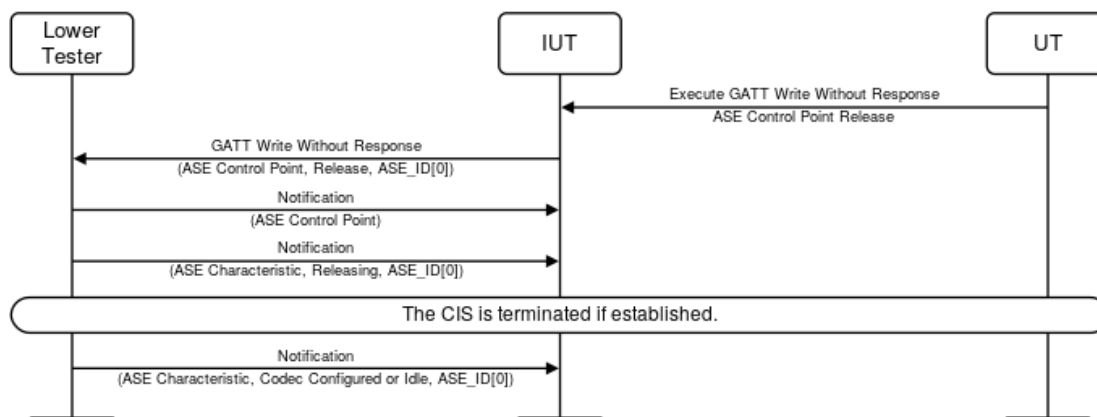 Lower
Tester
IUT
UT
Execute GATT Write Without Response
ASE Control Point Release
GATT Write Without Response
(ASE Control Point, Release, ASE_ID[0])
Notification
(ASE Control Point)
Notification
(ASE Characteristic, Releasing, ASE_ID[0])
The CIS is terminated if established.
Notification
(ASE Characteristic, Codec Configured or Idle, ASE_ID[0])